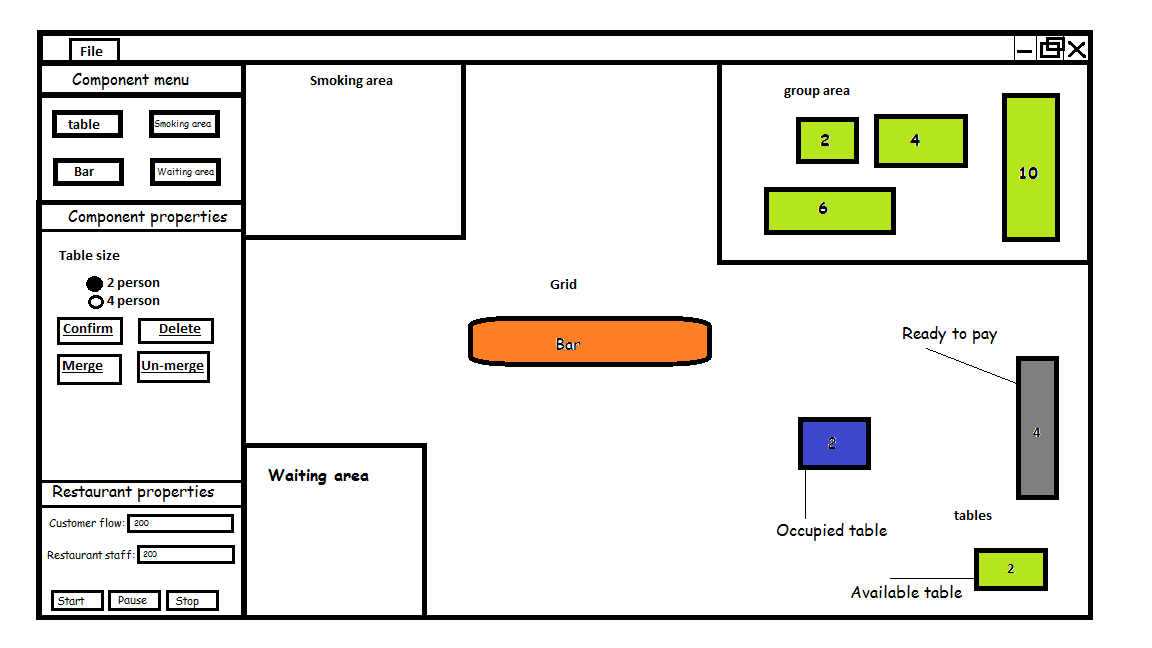 File
Component menu
table
Smoking area
Bar
Waiting area
Component properties
Table size
2 person
4 person
Confirm
Delete
Merge
Un-merge
Restaurant properties
Customer flow: 200
Restaurant staff: 200
Start
Pause
Stop
Smoking area
group area
2
4
10
6
Grid
Bar
Ready to pay
4
2
Occupied table
tables
2
Available table
Waiting area